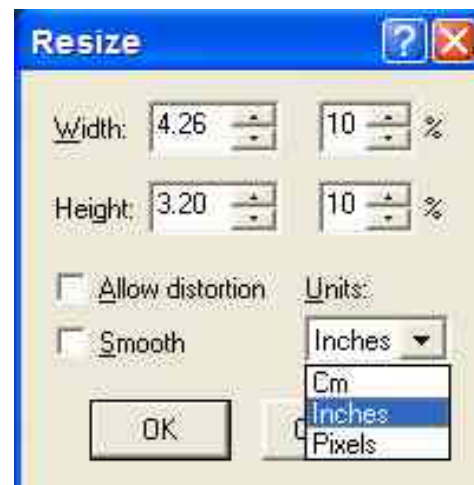 Resize
Width: 4.26 10 %
Height: 3.20 10 %
Allow distortion Units:
Smooth Inches
Cm
OK Inches
Pixels